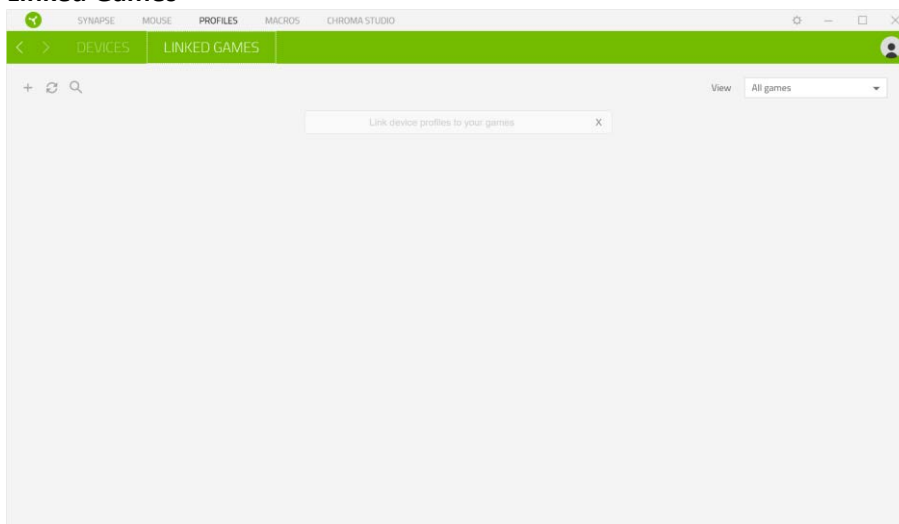 Linked Games
SYNAPSE MOUSE PROFILES MACROS CHROMA STUDIO
DEVICES LINKED GAMES
View All games
Link device profiles to your games X